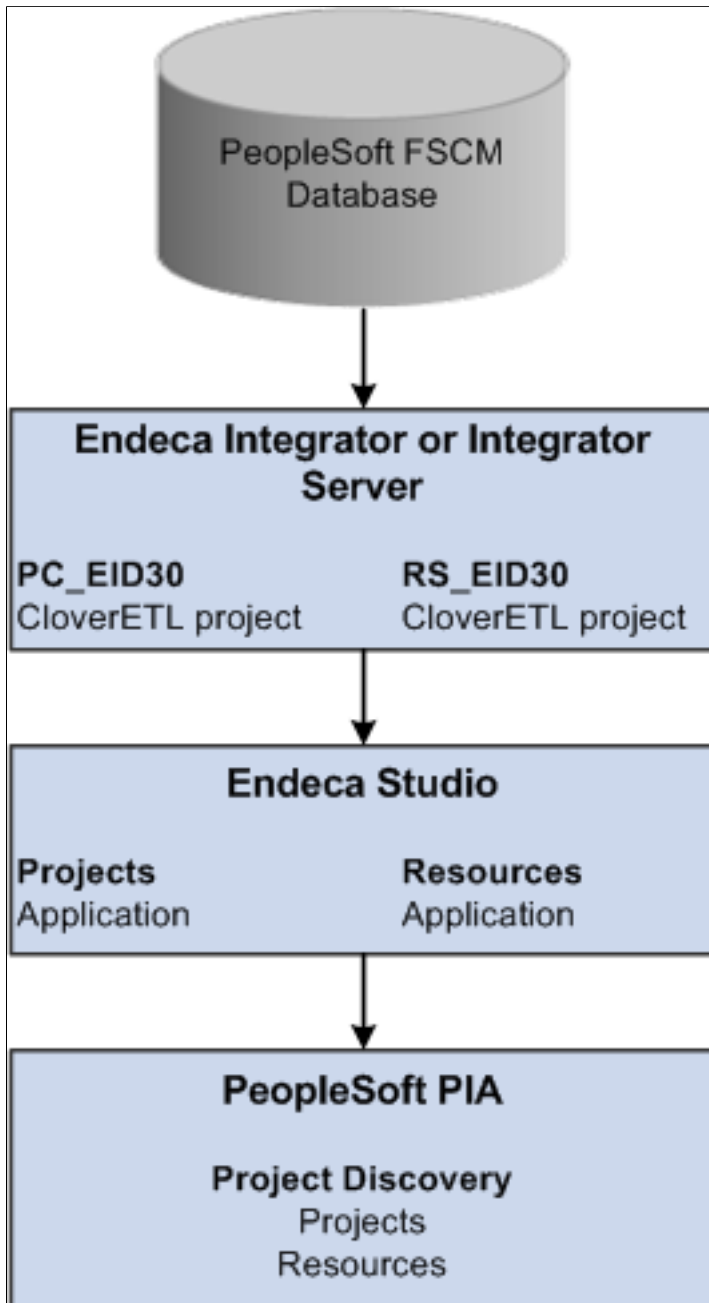 PeopleSoft FSCM
Database
Endeca Integrator or Integrator
Server
PC_EID30
CloverETL project
RS_EID30
CloverETL project
Endeca Studio
Projects
Application
Resources
Application
PeopleSoft PIA
Project Discovery
Projects
Resources